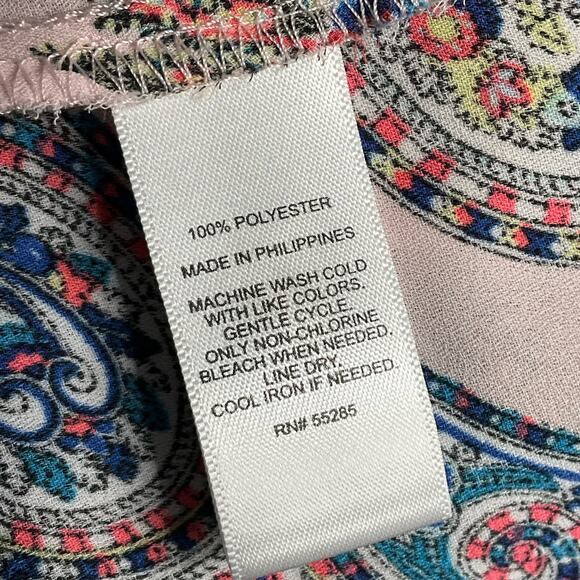 100% POLYESTER
MADE IN PHILIPPINES
MACHINE WASH COLD
WITH LIKE COLORS.
GENTLE CYCLE.
ONLY NON-CHLORINE
BLEACH WHEN NEEDED.
LINE DRY.
COOL IRON IF NEEDED.
RN# 55285